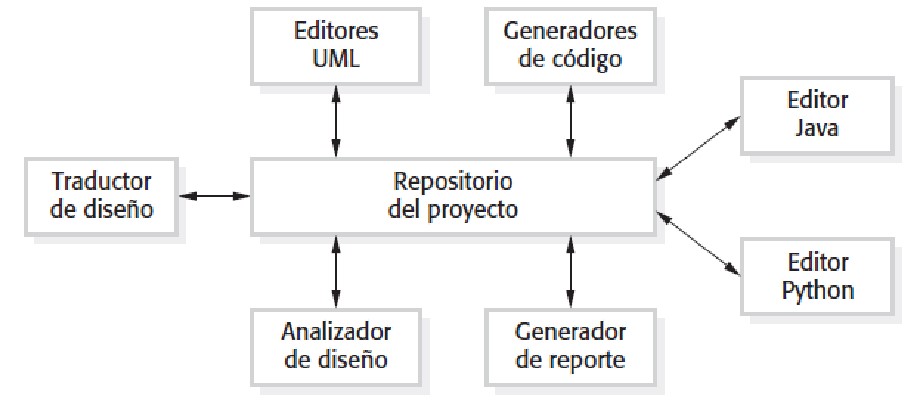 Editores
UML
Generadores
de código
Editor
Java
Traductor
de diseño
Repositorio
del proyecto
Editor
Python
Analizador
de diseño
Generador
de reporte